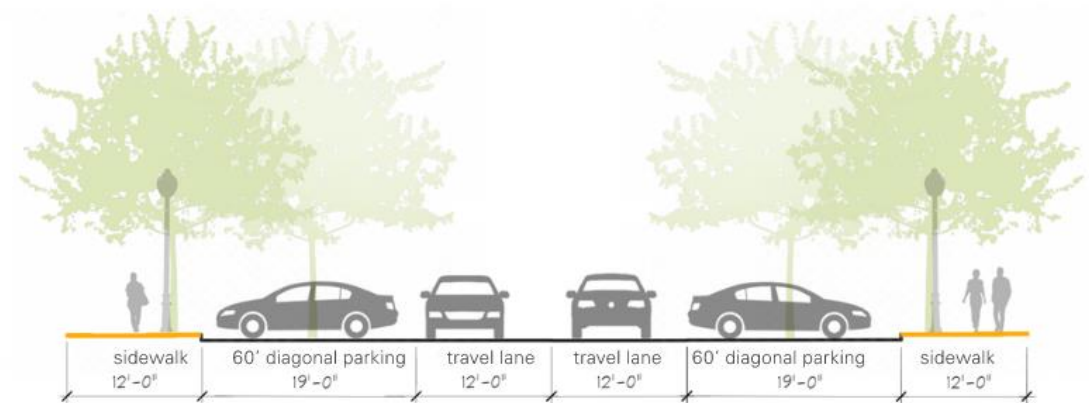 sidewalk 60' diagonal parking travel lane travel lane 60' diagonal parking sidewalk
12'-0" 19'-0" 12'-0" 12'-0" 19'-0" 12'-0"